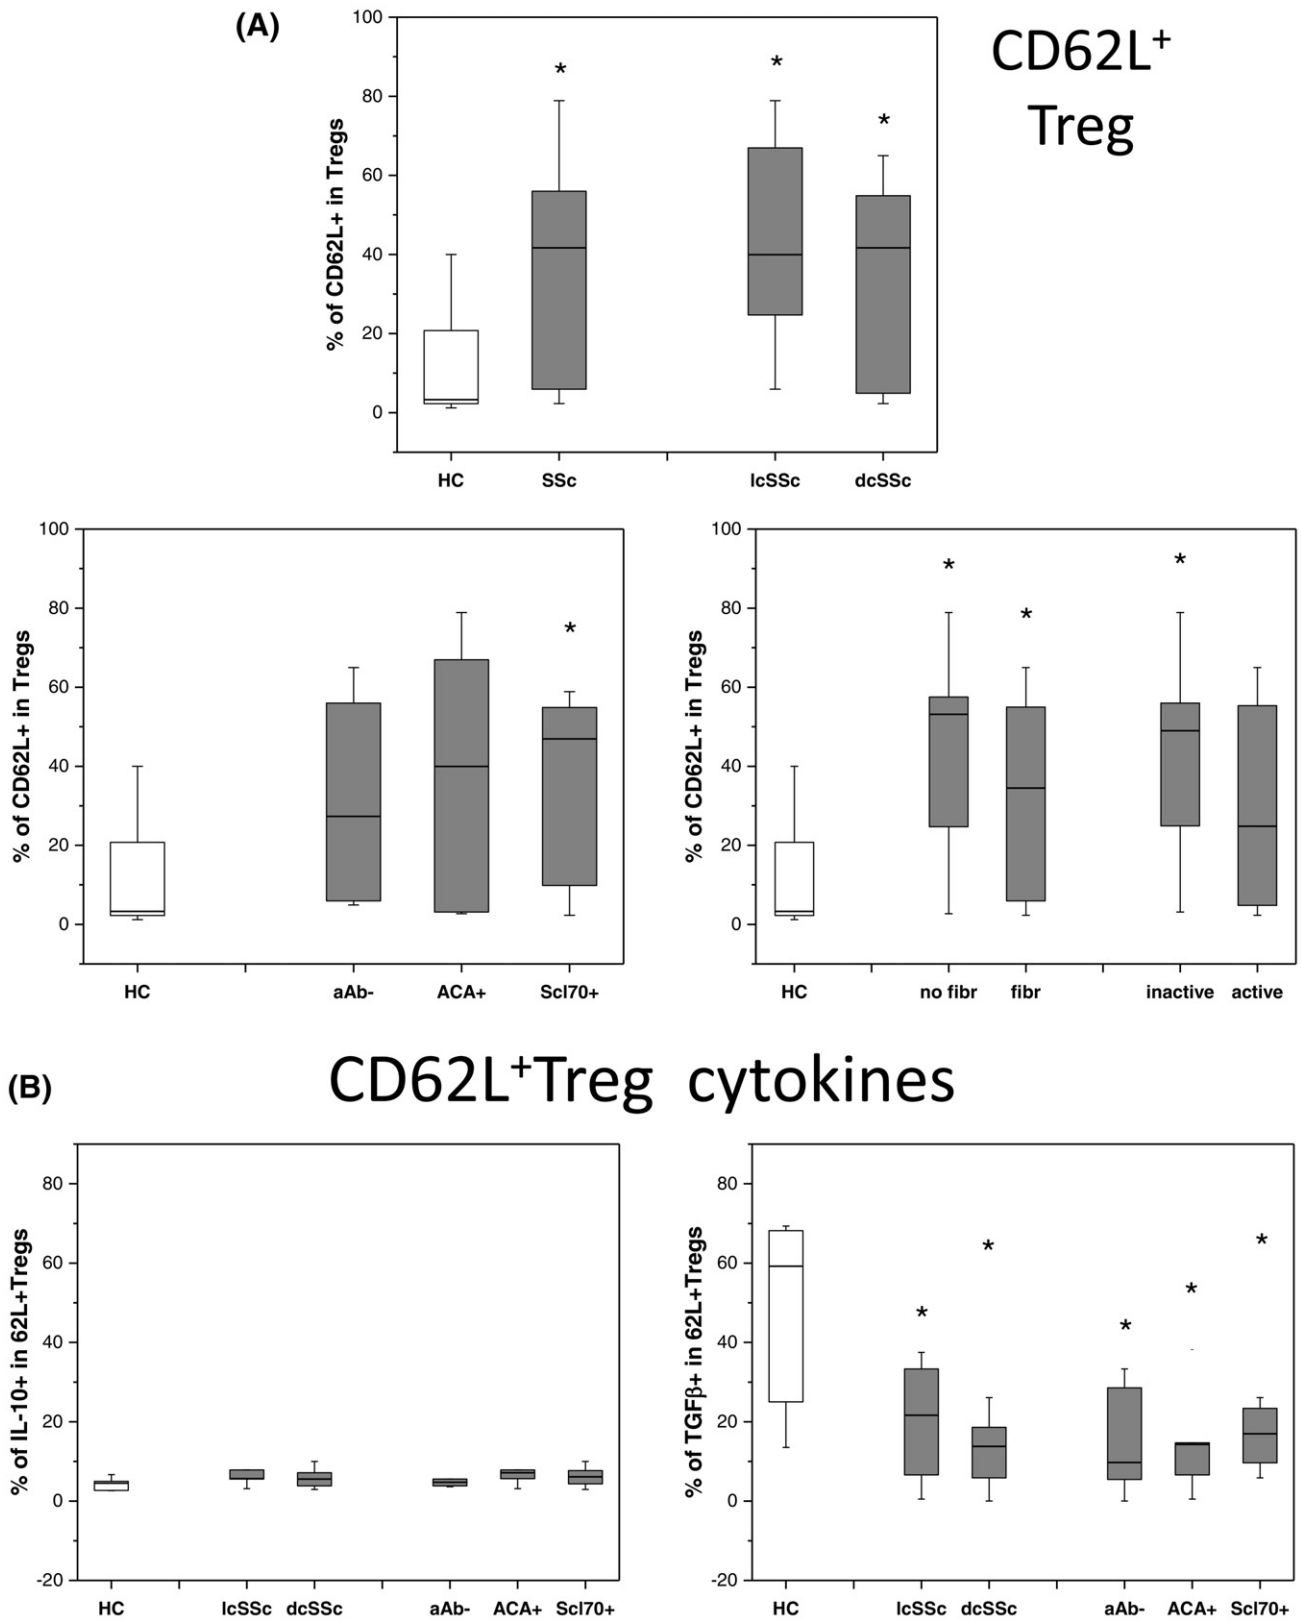 (A)
CD62L+
Treg
% of CD62L+ in Tregs
100
80
60
40
20
0
*
*
*
HC SSc lcSSc dcSSc
% of CD62L+ in Tregs
100
80
60
40
20
0
*
HC aAb- ACA+ Scl70+
% of CD62L+ in Tregs
100
80
60
40
20
0
*
*
*
HC no fibr fibr inactive active
(B)
CD62L+Treg cytokines
% of IL-10+ in 62L+Tregs
80
60
40
20
0
-20
HC lcSSc dcSSc aAb- ACA+ Scl70+
% of TGFβ+ in 62L+Tregs
80
60
40
20
0
-20
*
*
*
*
*
HC lcSSc dcSSc aAb- ACA+ Scl70+